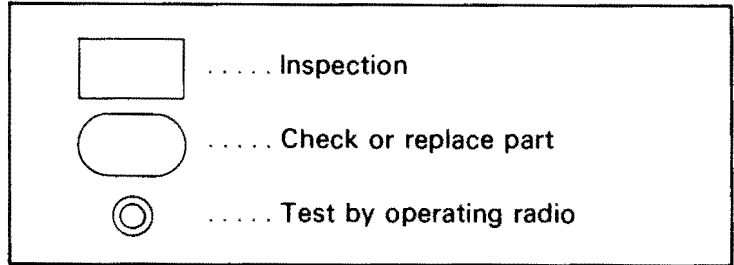 ..... Inspection
..... Check or replace part
..... Test by operating radio